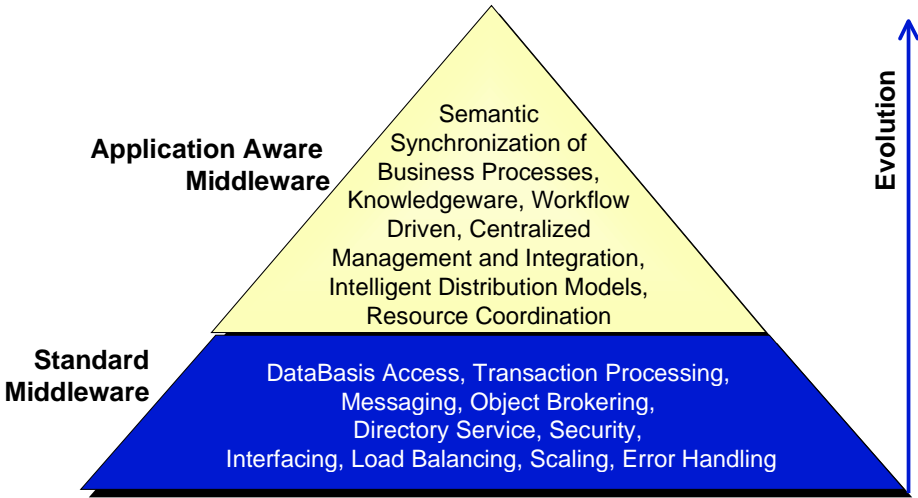 Semantic
Synchronization of
Business Processes,
Knowledgeware, Workflow
Driven, Centralized
Management and Integration,
Intelligent Distribution Models,
Resource Coordination
Application Aware
Middleware
Evolution
Standard
Middleware
DataBasis Access, Transaction Processing,
Messaging, Object Brokering,
Directory Service, Security,
Interfacing, Load Balancing, Scaling, Error Handling